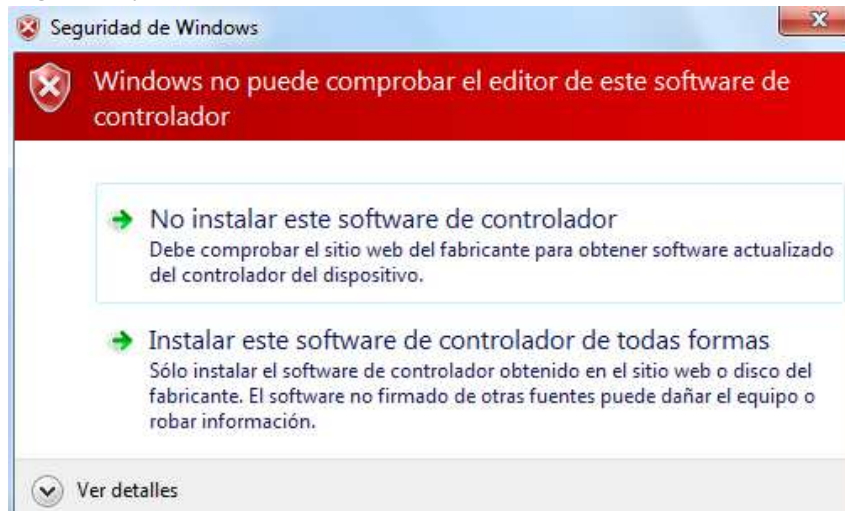 Seguridad de Windows
Windows no puede comprobar el editor de este software de
controlador
No instalar este software de controlador
Debe comprobar el sitio web del fabricante para obtener software actualizado
del controlador del dispositivo.
Instalar este software de controlador de todas formas
Sólo instalar el software de controlador obtenido en el sitio web o disco del
fabricante. El software no firmado de otras fuentes puede dañar el equipo o
robar información.
Ver detalles